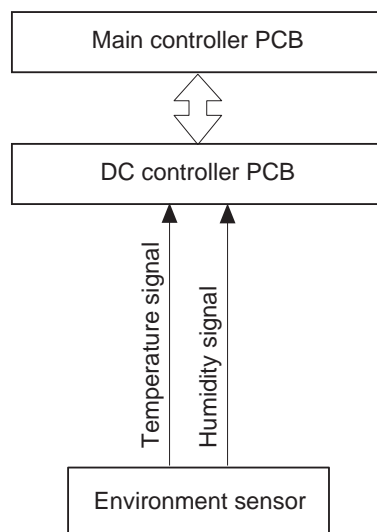 Main controller PCB
DC controller PCB
Temperature signal
Humidity signal
Environment sensor